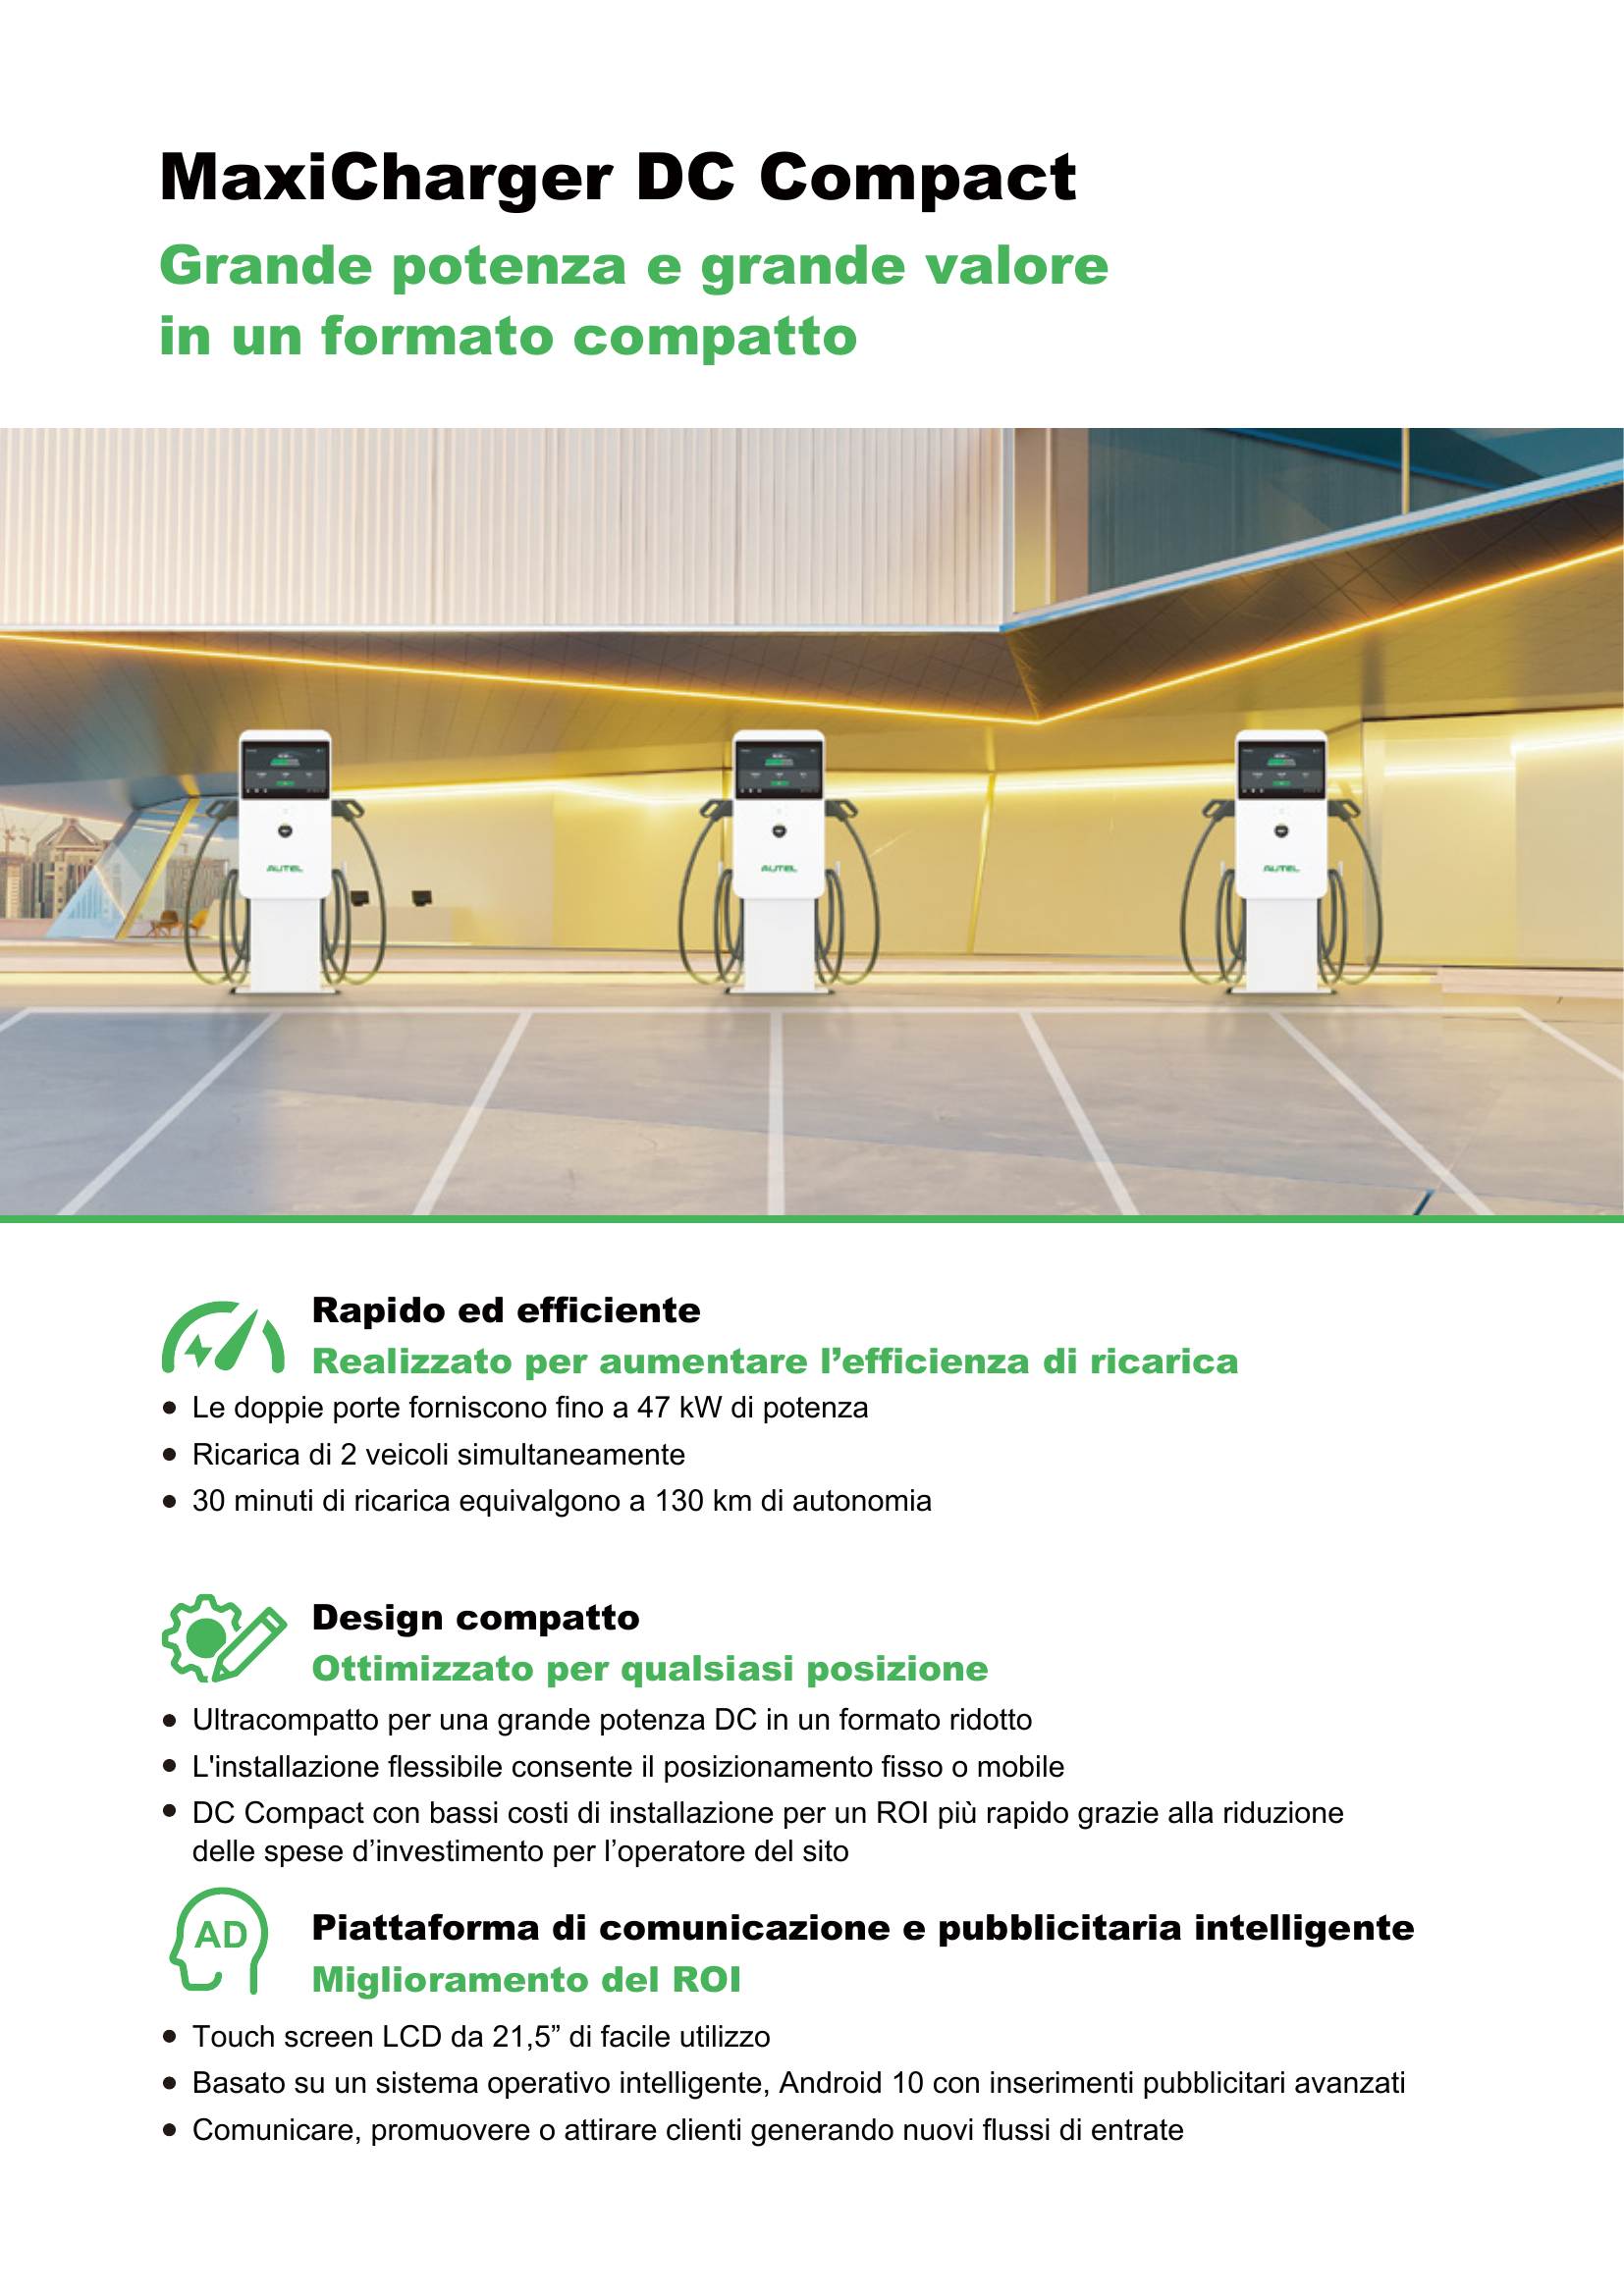 MaxiCharger DC Compact
Grande potenza e grande valore
in un formato compatto
AUTEL
AUTEL
AUTEL
Rapido ed efficiente
Realizzato per aumentare l’efficienza di ricarica
Le doppie porte forniscono fino a 47 kW di potenza
Ricarica di 2 veicoli simultaneamente
30 minuti di ricarica equivalgono a 130 km di autonomia
Design compatto
Ottimizzato per qualsiasi posizione
Ultracompatto per una grande potenza DC in un formato ridotto
L'installazione flessibile consente il posizionamento fisso o mobile
DC Compact con bassi costi di installazione per un ROI più rapido grazie alla riduzione
delle spese d’investimento per l’operatore del sito
AD
Piattaforma di comunicazione e pubblicitaria intelligente
Miglioramento del ROI
Touch screen LCD da 21,5” di facile utilizzo
Basato su un sistema operativo intelligente, Android 10 con inserimenti pubblicitari avanzati
Comunicare, promuovere o attirare clienti generando nuovi flussi di entrate